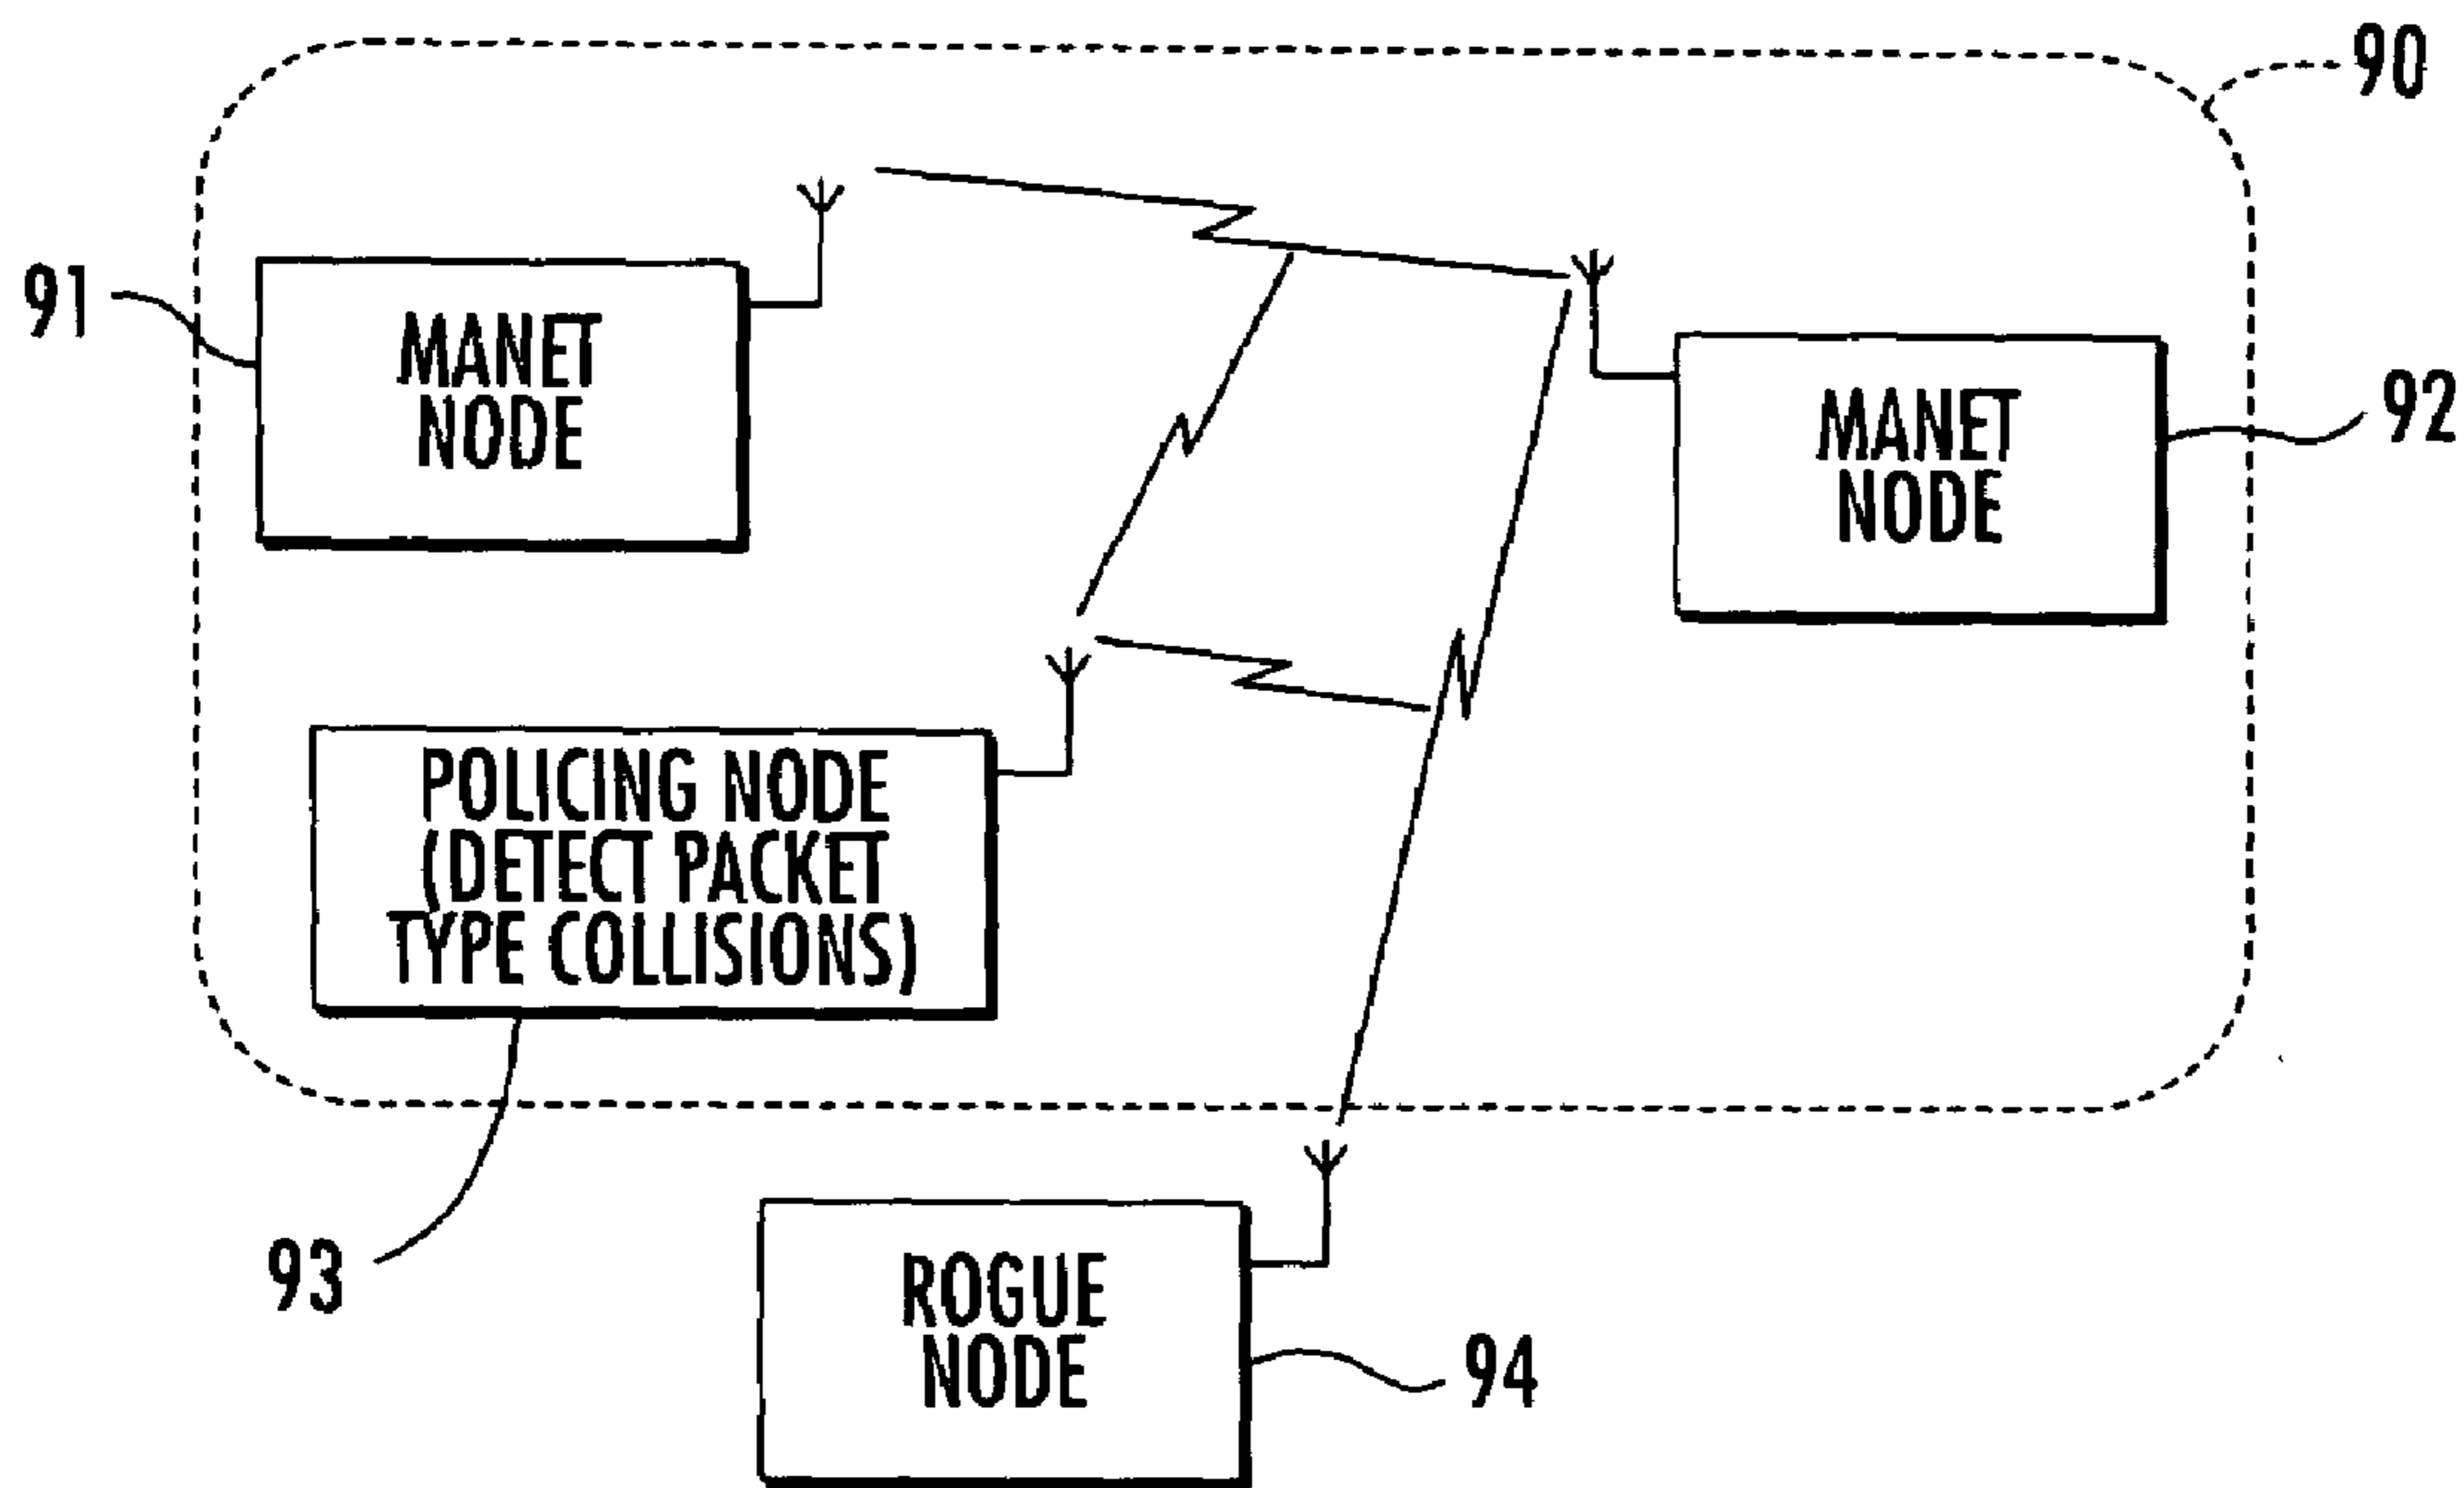 90
91
MANET
NODE
92
MANET
NODE
POLICING NODE
(DETECT PACKET
TYPE COLLISIONS)
93
ROGUE
NODE
94